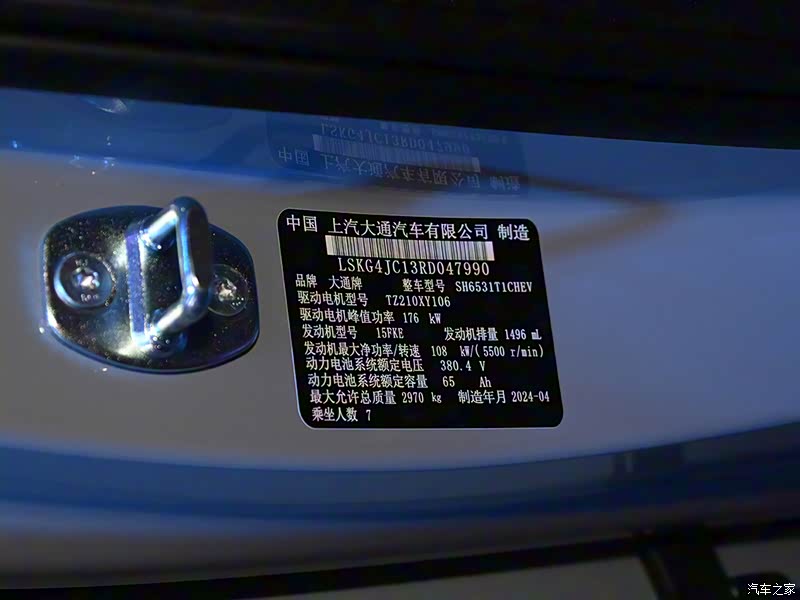 中国 上汽大通汽车有限公司 制造
LSKG4JC13RD047990
品牌 大通牌 整车型号 SH6531T1CHEV
驱动电机型号 TZ210XY106
驱动电机峰值功率 176 kW
发动机型号 15FKE 发动机排量 1496 mL
发动机最大净功率/转速 108 kW/(5500 r/min)
动力电池系统额定电压 380.4 V
动力电池系统额定容量 65 Ah
最大允许总质量 2970 kg 制造年月 2024-04
乘坐人数 7
汽车之家